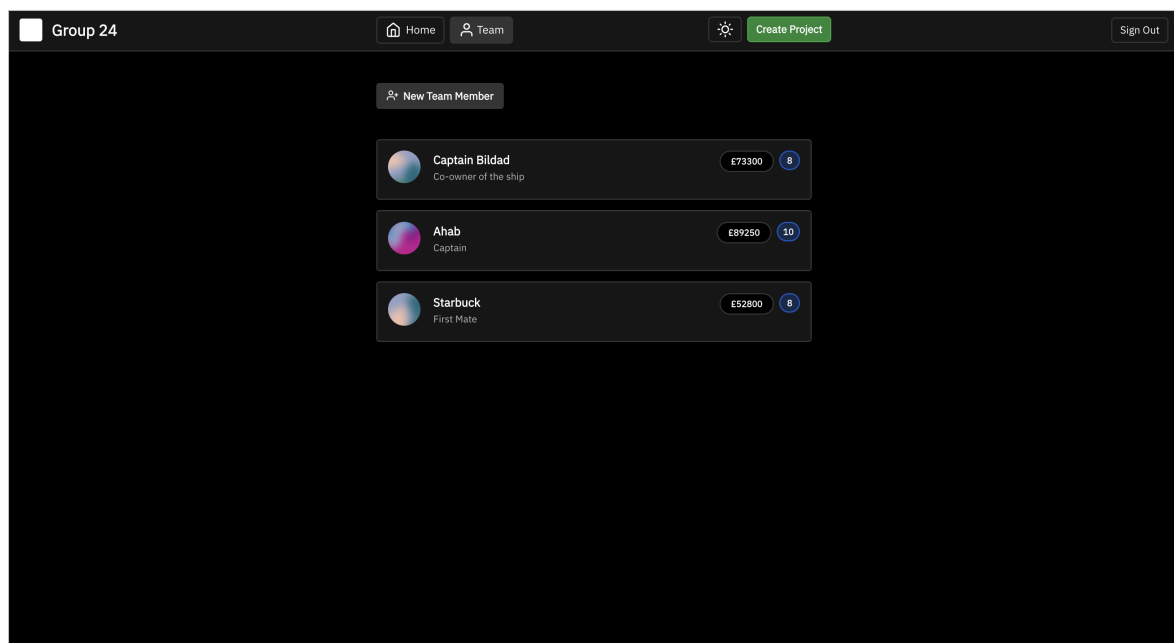 Group 24
Home
Team
Create Project
Sign Out
New Team Member
Captain Bildad
Co-owner of the ship
£73300
8
Ahab
Captain
£89250
10
Starbuck
First Mate
£52800
8